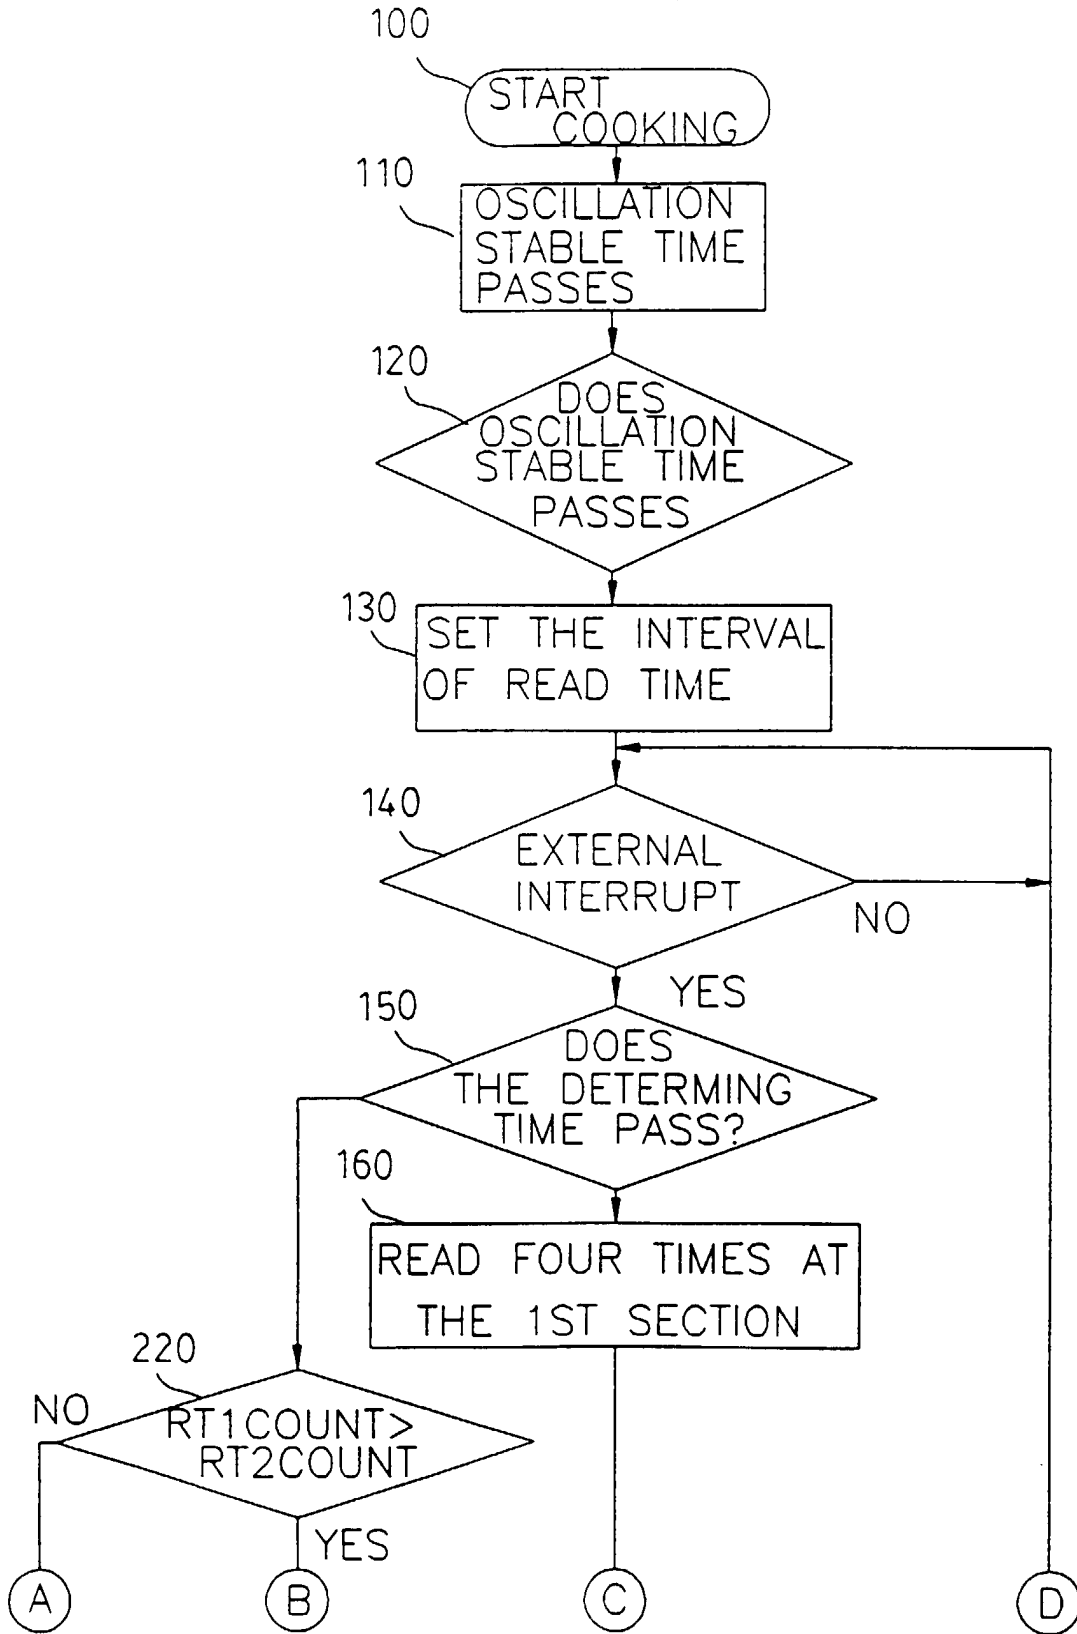 100
START
COOKING
110
OSCILLATION
STABLE TIME
PASSES
120
DOES
OSCILLATION
STABLE TIME
PASSES
130
SET THE INTERVAL
OF READ TIME
140
EXTERNAL
INTERRUPT
NO
YES
150
DOES
THE DETERMING
TIME PASS?
160
READ FOUR TIMES AT
THE 1ST SECTION
220
NO
RT1COUNT>
RT2COUNT
YES
A
B
C
D